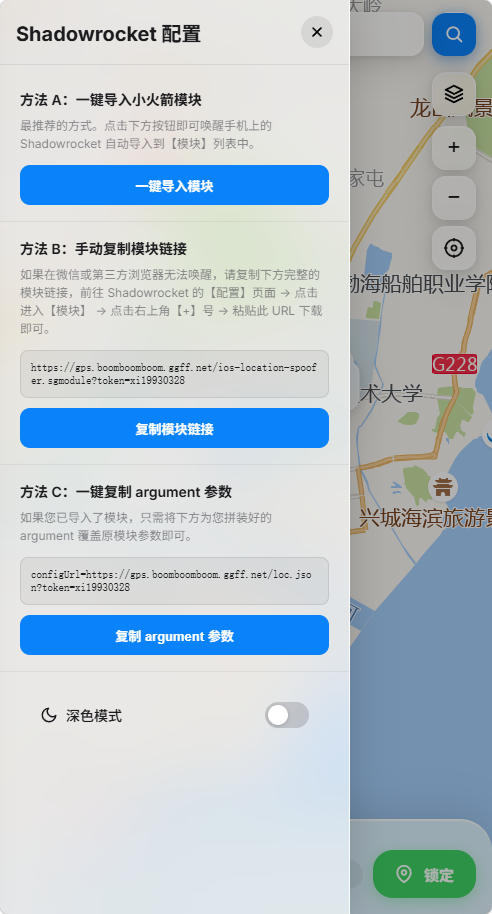 Shadowrocket 配置
方法 A：一键导入小火箭模块
最推荐的方式。点击下方按钮即可唤醒手机上的
Shadowrocket 自动导入到【模块】列表中。
一键导入模块
方法 B：手动复制模块链接
如果在微信或第三方浏览器无法唤醒，请复制下方完整的
模块链接，前往 Shadowrocket 的【配置】页面 → 点击
进入【模块】 → 点击右上角【+】号 → 粘贴此 URL 下载
即可。
https://gps.boomboomboom.ggff.net/ios-location-spoof
er.sgmodule?token=xi19930328
复制模块链接
方法 C：一键复制 argument 参数
如果您已导入了模块，只需将下方为您拼装好的
argument 覆盖原模块参数即可。
configUrl=https://gps.boomboomboom.ggff.net/loc.jso
n?token=xi19930328
复制 argument 参数
深色模式
大岭
家屯
渤海船舶职业学院
G228
术大学
兴城海滨旅游景
锁定